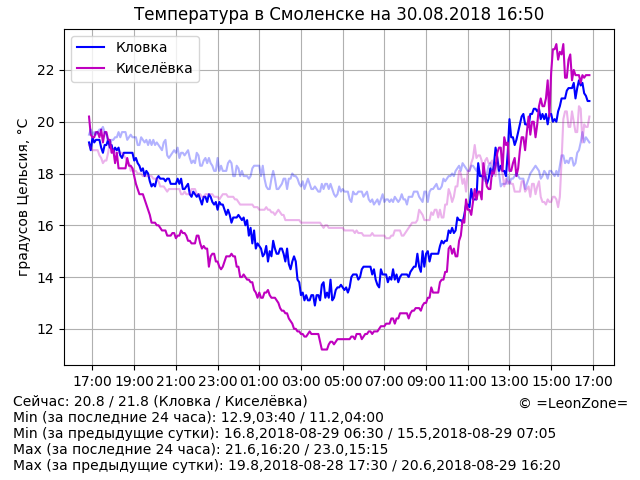 Температура в Смоленске на 30.08.2018 16:50
Кловка
Киселёвка
градусов Цельсия, °C
22
20
18
16
14
12
17:00 19:00 21:00 23:00 01:00 03:00 05:00 07:00 09:00 11:00 13:00 15:00 17:00
Сейчас: 20.8 / 21.8 (Кловка / Киселёвка)
© =LeonZone=
Min (за последние 24 часа): 12.9,03:40 / 11.2,04:00
Min (за предыдущие сутки): 16.8,2018-08-29 06:30 / 15.5,2018-08-29 07:05
Max (за последние 24 часа): 21.6,16:20 / 23.0,15:15
Max (за предыдущие сутки): 19.8,2018-08-28 17:30 / 20.6,2018-08-29 16:20